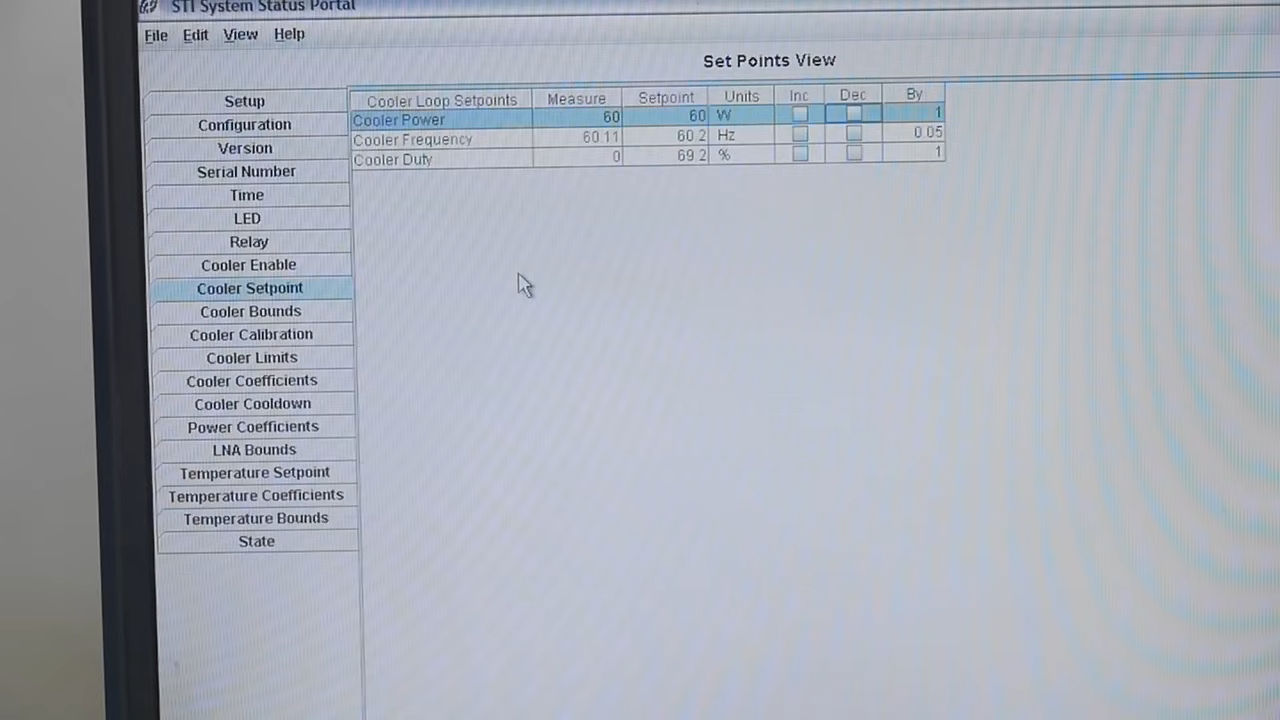 STI System Status Portal
File Edit View Help
Set Points View
Setup
Configuration
Version
Serial Number
Time
LED
Relay
Cooler Enable
Cooler Setpoint
Cooler Bounds
Cooler Calibration
Cooler Limits
Cooler Coefficients
Cooler Cooldown
Power Coefficients
LNA Bounds
Temperature Setpoint
Temperature Coefficients
Temperature Bounds
State
Cooler Loop Setpoints Measure Setpoint Units Inc Dec By
Cooler Power 60 60 W 1
Cooler Frequency 60.11 60.2 Hz 0.05
Cooler Duty 0 69.2 % 1